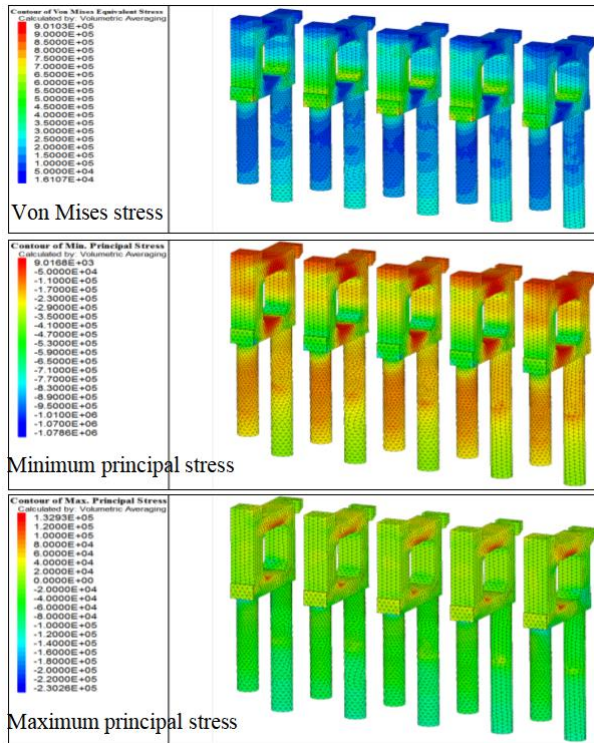 Contour of Von Mises Equivalent Stress
Calculated by: Volumetric Averaging
9.0103E+05
9.0000E+05
8.5000E+05
8.0000E+05
7.5000E+05
7.0000E+05
6.5000E+05
6.0000E+05
5.5000E+05
5.0000E+05
4.5000E+05
4.0000E+05
3.5000E+05
3.0000E+05
2.5000E+05
2.0000E+05
1.5000E+05
1.0000E+05
5.0000E+04
1.6107E+04
Von Mises stress
Contour of Min. Principal Stress
Calculated by: Volumetric Averaging
9.0168E+03
-5.0000E+04
-1.1000E+05
-1.7000E+05
-2.3000E+05
-2.9000E+05
-3.5000E+05
-4.1000E+05
-4.7000E+05
-5.3000E+05
-5.9000E+05
-6.5000E+05
-7.1000E+05
-7.7000E+05
-8.3000E+05
-8.9000E+05
-9.5000E+05
-1.0100E+06
-1.0700E+06
-1.0786E+06
Minimum principal stress
Contour of Max. Principal Stress
Calculated by: Volumetric Averaging
1.3293E+05
1.2000E+05
1.0000E+05
8.0000E+04
6.0000E+04
4.0000E+04
2.0000E+04
0.0000E+00
-2.0000E+04
-4.0000E+04
-6.0000E+04
-8.0000E+04
-1.0000E+05
-1.2000E+05
-1.4000E+05
-1.6000E+05
-1.8000E+05
-2.0000E+05
-2.2000E+05
-2.3026E+05
Maximum principal stress